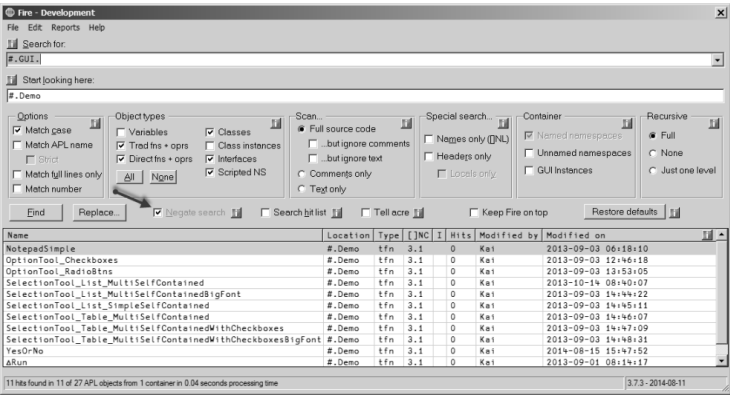 Fire - Development
File Edit Reports Help
Search for:
#.GUI.
Start looking here:
#.Demo
Options Object types Scan... Special search... Container Recursive
Match case Variables Classes Full source code Names only (⎕NL) Named namespaces Full
Match APL name Trad fns + oprs Class instances ...but ignore comments Headers only Unnamed namespaces None
Strict Direct fns + oprs Interfaces ...but ignore text Locals only GUI Instances Just one level
Match full lines only All None Scripted NS Comments only
Match number Text only
Find Replace... Negate search Search hit list Tell acre Keep Fire on top Restore defaults
Name Location Type []NC I Hits Modified by Modified on
NotepadSimple #.Demo tfn 3.1 0 Kai 2013-09-03 06:18:10
OptionTool_Checkboxes #.Demo tfn 3.1 0 Kai 2013-09-03 12:46:18
OptionTool_RadioBtns #.Demo tfn 3.1 0 Kai 2013-09-03 13:53:05
SelectionTool_List_MultiSelfContained #.Demo tfn 3.1 0 Kai 2013-10-14 08:40:07
SelectionTool_List_MultiSelfContainedBigFont #.Demo tfn 3.1 0 Kai 2013-09-03 14:44:22
SelectionTool_List_SimpleSelfContained #.Demo tfn 3.1 0 Kai 2013-09-03 14:45:11
SelectionTool_Table_MultiSelfContained #.Demo tfn 3.1 0 Kai 2013-09-03 14:46:07
SelectionTool_Table_MultiSelfContainedWithCheckboxes #.Demo tfn 3.1 0 Kai 2013-09-03 14:47:09
SelectionTool_Table_MultiSelfContainedWithCheckboxesBigFont #.Demo tfn 3.1 0 Kai 2013-09-03 14:48:31
YesOrNo #.Demo tfn 3.1 0 Kai 2014-08-15 15:47:52
∆Run #.Demo tfn 3.1 0 Kai 2013-09-01 08:14:17
11 hits found in 11 of 27 APL objects from 1 container in 0.04 seconds processing time 3.7.3 - 2014-08-11